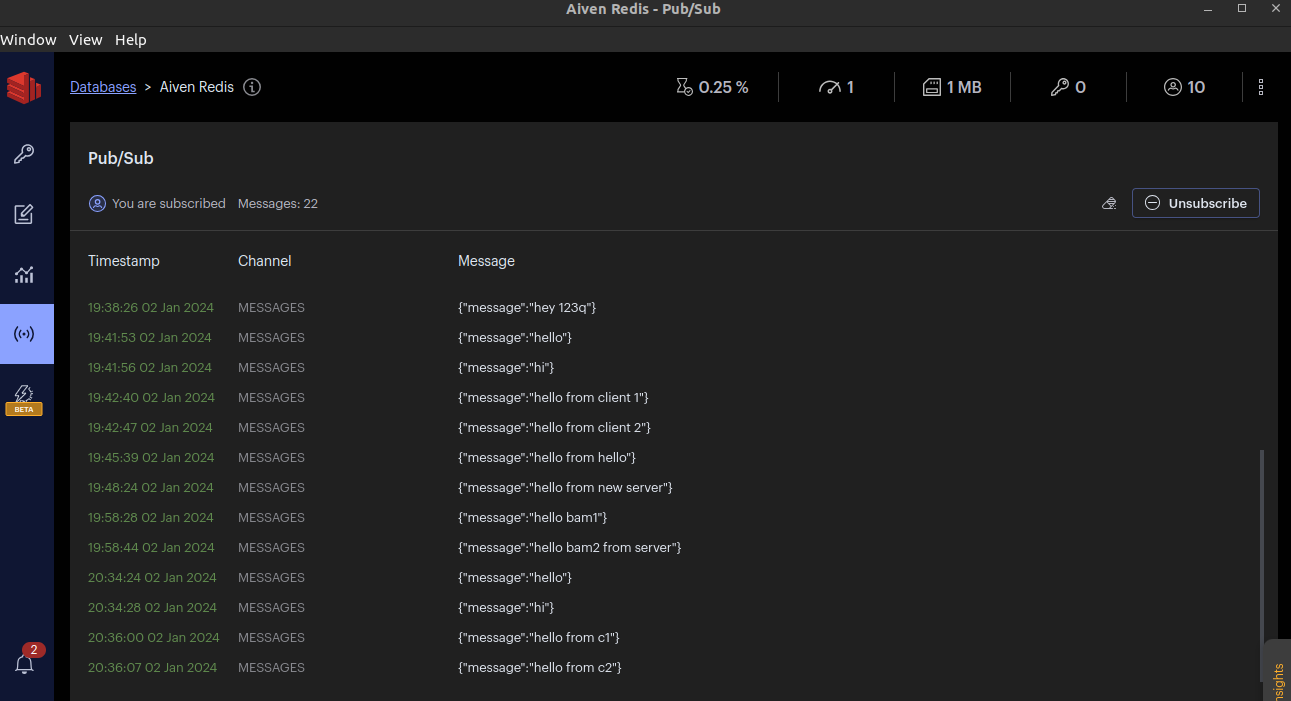 Aiven Redis - Pub/Sub
Window View Help
Databases > Aiven Redis
0.25 %
1
1 MB
0
10
Pub/Sub
You are subscribed Messages: 22
Unsubscribe
Timestamp Channel Message
19:38:26 02 Jan 2024 MESSAGES {"message":"hey 123q"}
19:41:53 02 Jan 2024 MESSAGES {"message":"hello"}
19:41:56 02 Jan 2024 MESSAGES {"message":"hi"}
19:42:40 02 Jan 2024 MESSAGES {"message":"hello from client 1"}
19:42:47 02 Jan 2024 MESSAGES {"message":"hello from client 2"}
19:45:39 02 Jan 2024 MESSAGES {"message":"hello from hello"}
19:48:24 02 Jan 2024 MESSAGES {"message":"hello from new server"}
19:58:28 02 Jan 2024 MESSAGES {"message":"hello bam1"}
19:58:44 02 Jan 2024 MESSAGES {"message":"hello bam2 from server"}
20:34:24 02 Jan 2024 MESSAGES {"message":"hello"}
20:34:28 02 Jan 2024 MESSAGES {"message":"hi"}
20:36:00 02 Jan 2024 MESSAGES {"message":"hello from c1"}
20:36:07 02 Jan 2024 MESSAGES {"message":"hello from c2"}
BETA
2
nsights